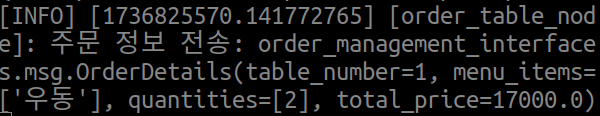 [INFO] [1736825570.141772765] [order_table_nod
e]: 주문 정보 전송: order_management_interface
s.msg.OrderDetails(table_number=1, menu_items=
['우동'], quantities=[2], total_price=17000.0)